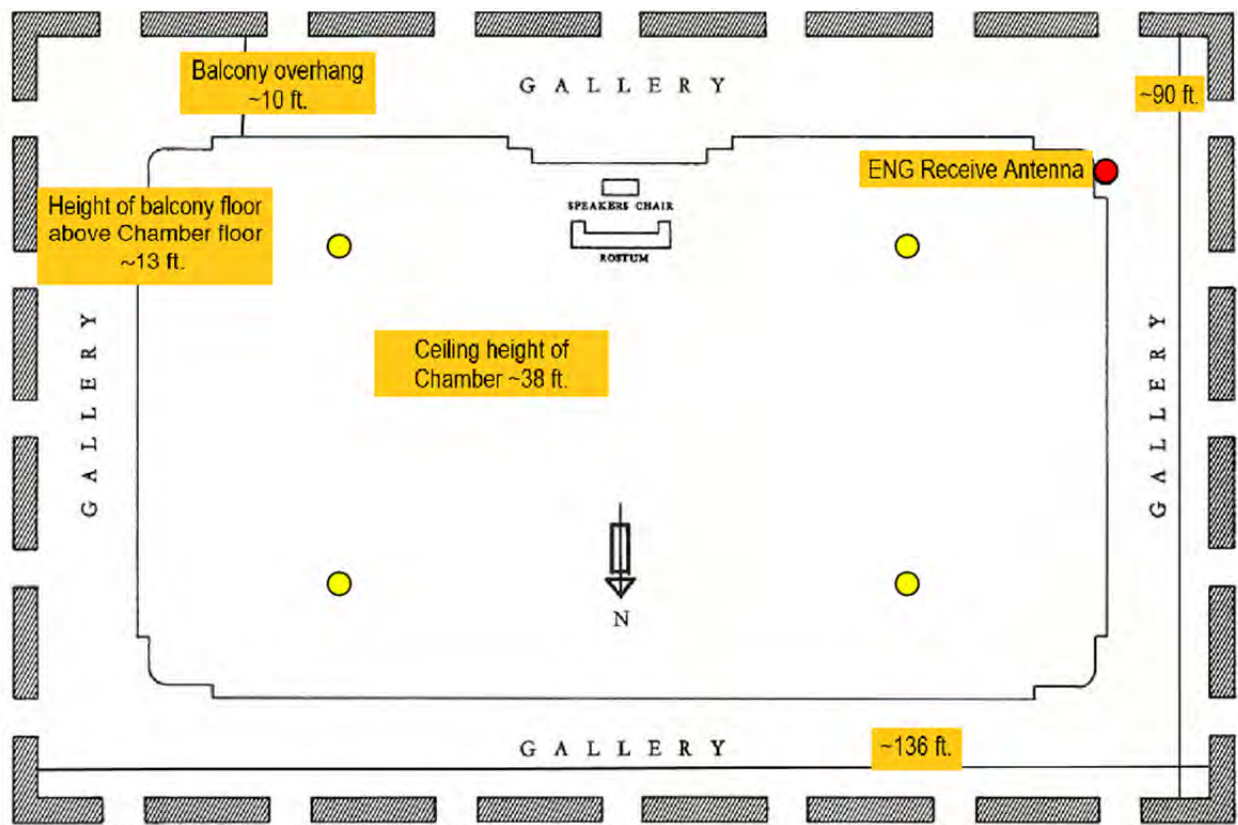 Balcony overhang
~10 ft.
GALLERY
~90 ft.
ENG Receive Antenna
SPEAKERS CHAIR
ROSTUM
Height of balcony floor
above Chamber floor
~13 ft.
GALLERY
GALLERY
Ceiling height of
Chamber ~38 ft.
N
GALLERY
~136 ft.